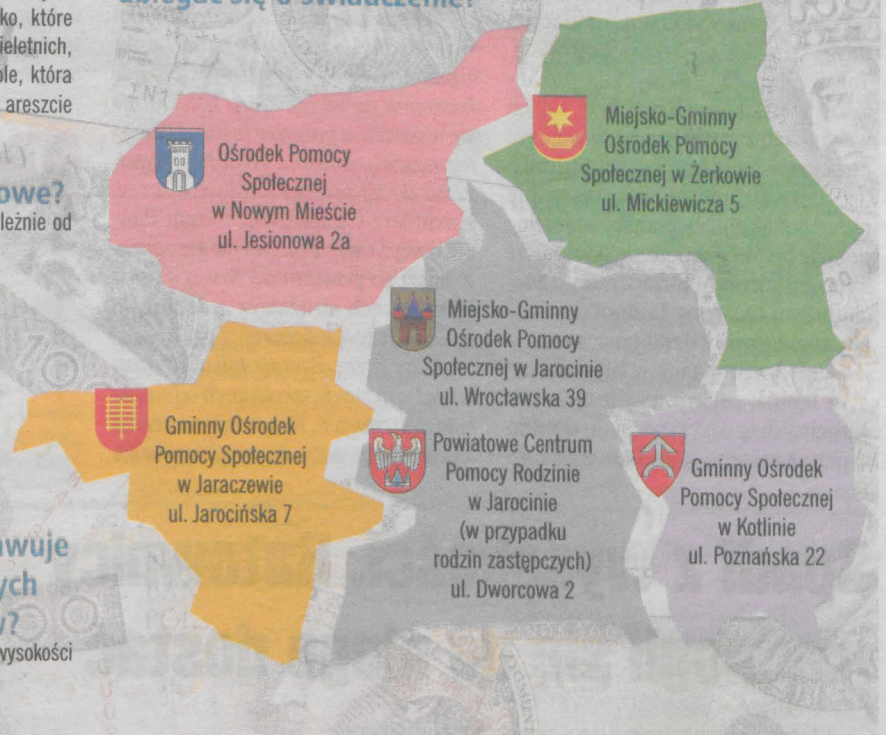 ubiegać się o świadczenie?
ko, które
ieletnich,
ole, która
areszcie
owe?
leżnie od
awuje
ych
w?
wysokości
Ośrodek Pomocy
Społecznej
w Nowym Mieście
ul. Jesionowa 2a
Miejsko-Gminny
Ośrodek Pomocy
Społecznej w Żerkowie
ul. Mickiewicza 5
Miejsko-Gminny
Ośrodek Pomocy
Społecznej w Jarocinie
ul. Wrocławska 39
Gminny Ośrodek
Pomocy Społecznej
w Jaraczewie
ul. Jarocińska 7
Powiatowe Centrum
Pomocy Rodzinie
w Jarocinie
(w przypadku
rodzin zastępczych)
ul. Dworcowa 2
Gminny Ośrodek
Pomocy Społecznej
w Kotlinie
ul. Poznańska 22